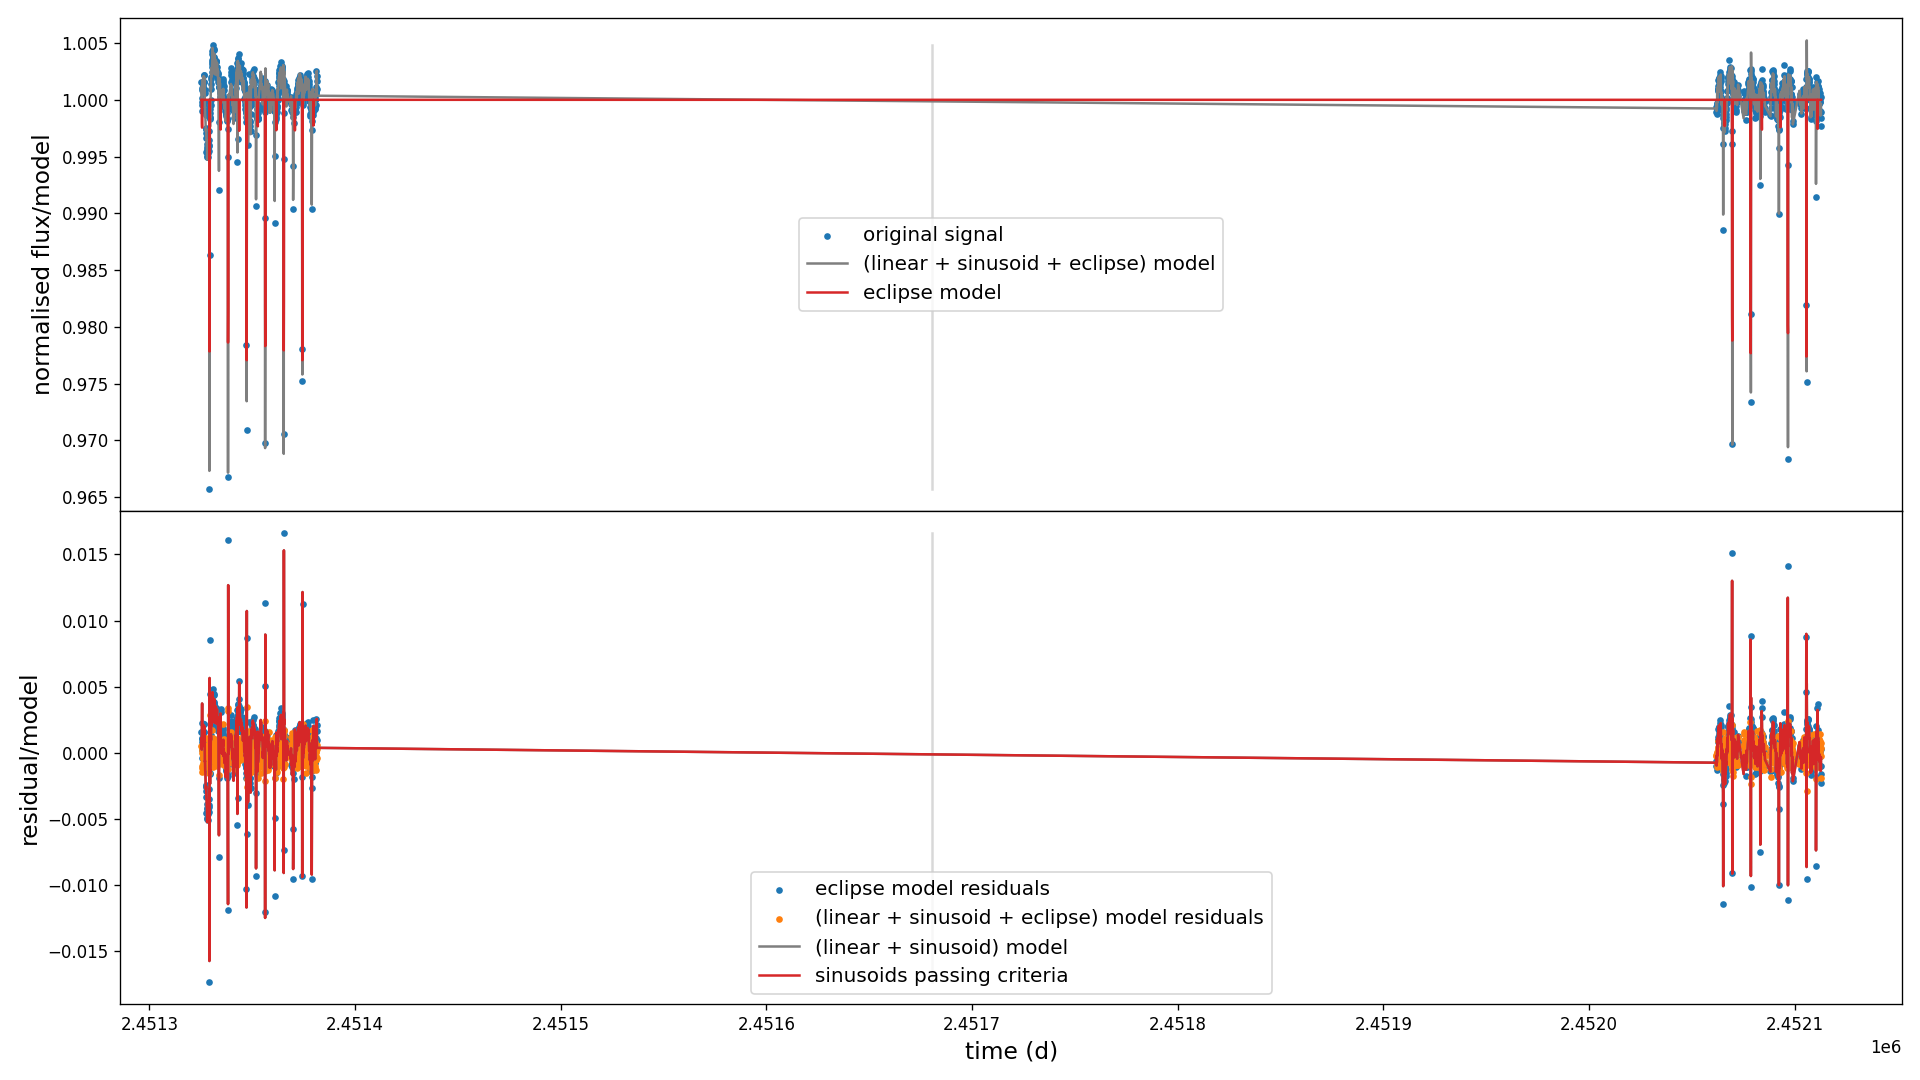 normalised flux/model
1.005
1.000
0.995
0.990
0.985
0.980
0.975
0.970
0.965
original signal
(linear + sinusoid + eclipse) model
eclipse model
residual/model
0.015
0.010
0.005
0.000
−0.005
−0.010
−0.015
eclipse model residuals
(linear + sinusoid + eclipse) model residuals
(linear + sinusoid) model
sinusoids passing criteria
2.4513 2.4514 2.4515 2.4516 2.4517 2.4518 2.4519 2.4520 2.4521
1e6
time (d)